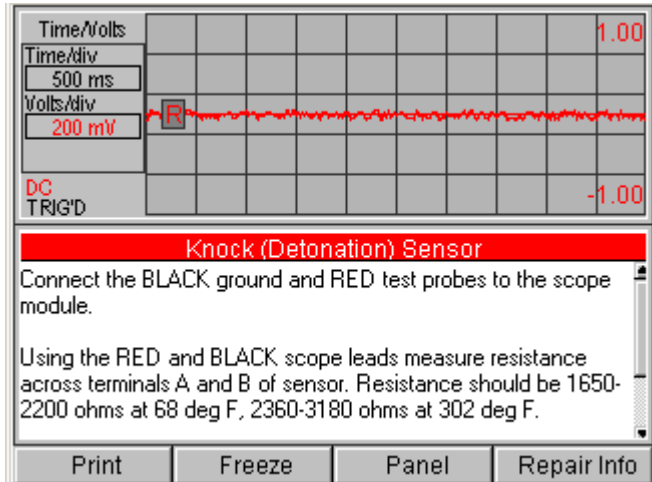 Time/Volts
1.00
Time/div
500 ms
Volts/div
200 mV
R
DC
TRIG'D
-1.00
Knock (Detonation) Sensor
Connect the BLACK ground and RED test probes to the scope
module.
Using the RED and BLACK scope leads measure resistance
across terminals A and B of sensor. Resistance should be 1650-
2200 ohms at 68 deg F, 2360-3180 ohms at 302 deg F.
Print
Freeze
Panel
Repair Info